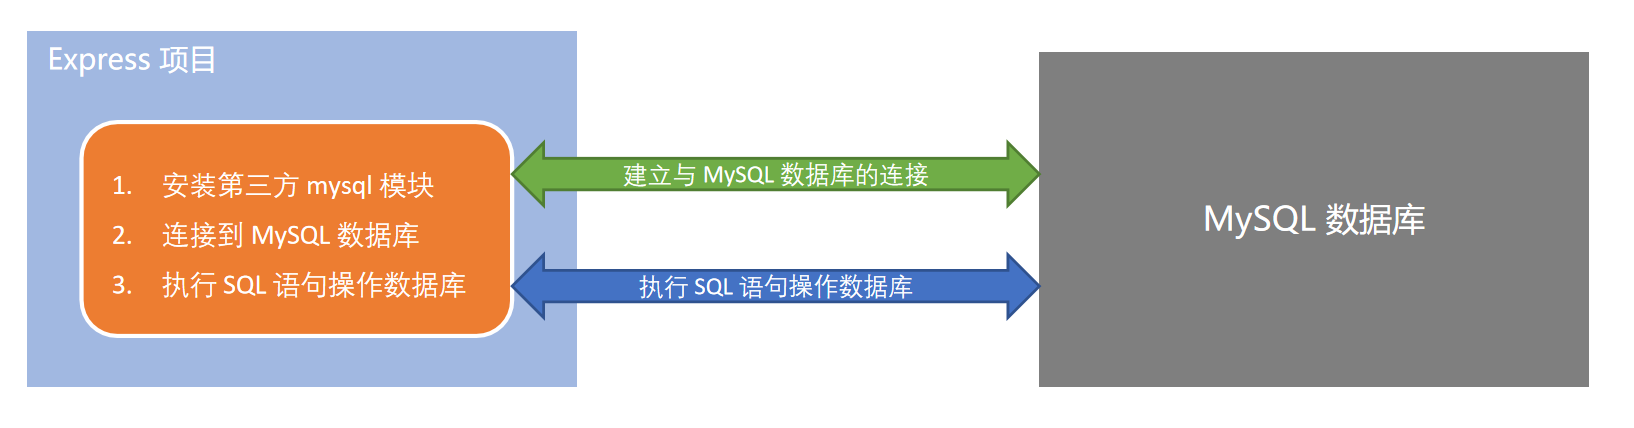 Express 项目
1. 安装第三方 mysql 模块
2. 连接到 MySQL 数据库
3. 执行 SQL 语句操作数据库
建立与 MySQL 数据库的连接
执行 SQL 语句操作数据库
MySQL 数据库